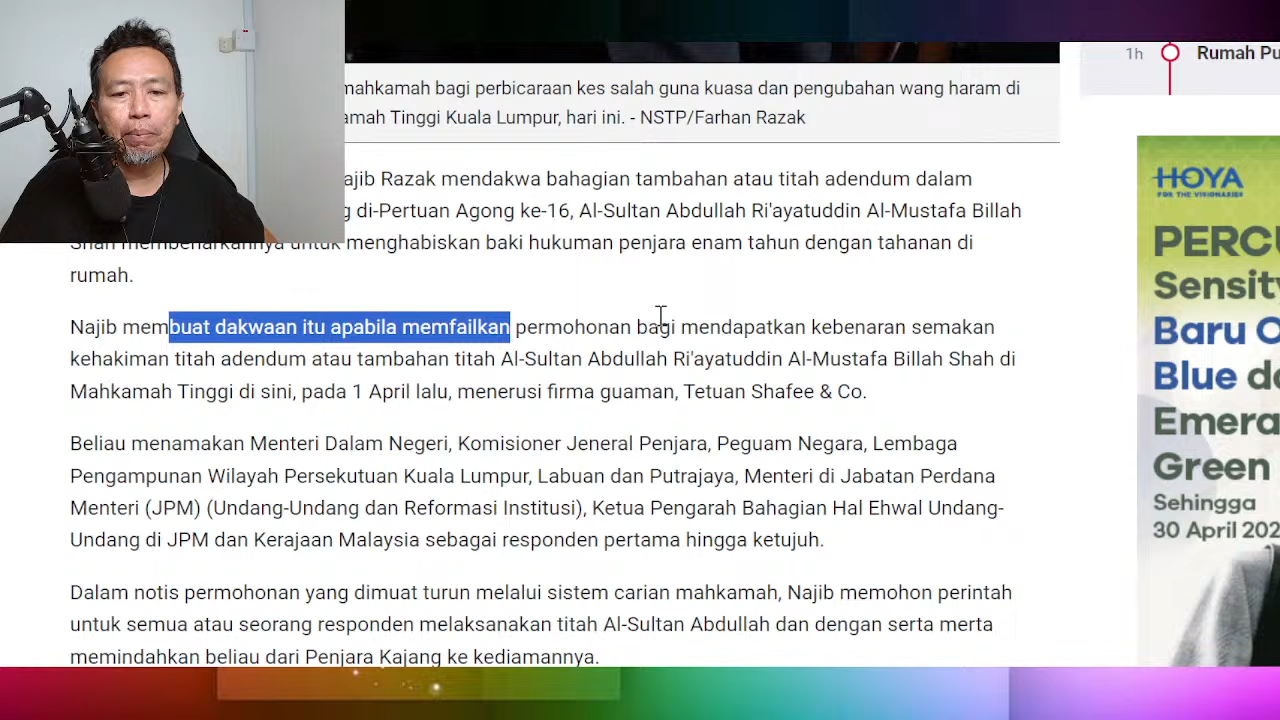 mahkamah bagi perbicaraan kes salah guna kuasa dan pengubahan wang haram di
amah Tinggi Kuala Lumpur, hari ini. - NSTP/Farhan Razak
ajib Razak mendakwa bahagian tambahan atau titah adendum dalam
g di-Pertuan Agong ke-16, Al-Sultan Abdullah Ri'ayatuddin Al-Mustafa Billah
Shah membenarkannya untuk menghabiskan baki hukuman penjara enam tahun dengan tahanan di
rumah.
Najib membuat dakwaan itu apabila memfailkan permohonan bagi mendapatkan kebenaran semakan
kehakiman titah adendum atau tambahan titah Al-Sultan Abdullah Ri'ayatuddin Al-Mustafa Billah Shah di
Mahkamah Tinggi di sini, pada 1 April lalu, menerusi firma guaman, Tetuan Shafee & Co.
Beliau menamakan Menteri Dalam Negeri, Komisioner Jeneral Penjara, Peguam Negara, Lembaga
Pengampunan Wilayah Persekutuan Kuala Lumpur, Labuan dan Putrajaya, Menteri di Jabatan Perdana
Menteri (JPM) (Undang-Undang dan Reformasi Institusi), Ketua Pengarah Bahagian Hal Ehwal Undang-
Undang di JPM dan Kerajaan Malaysia sebagai responden pertama hingga ketujuh.
Dalam notis permohonan yang dimuat turun melalui sistem carian mahkamah, Najib memohon perintah
untuk semua atau seorang responden melaksanakan titah Al-Sultan Abdullah dan dengan serta merta
memindahkan beliau dari Penjara Kajang ke kediamannya.
1h
Rumah Pu
HOYA
FOR THE VISIONARIES
PERCU
Sensity
Baru O
Blue da
Emera
Green
Sehingga
30 April 202